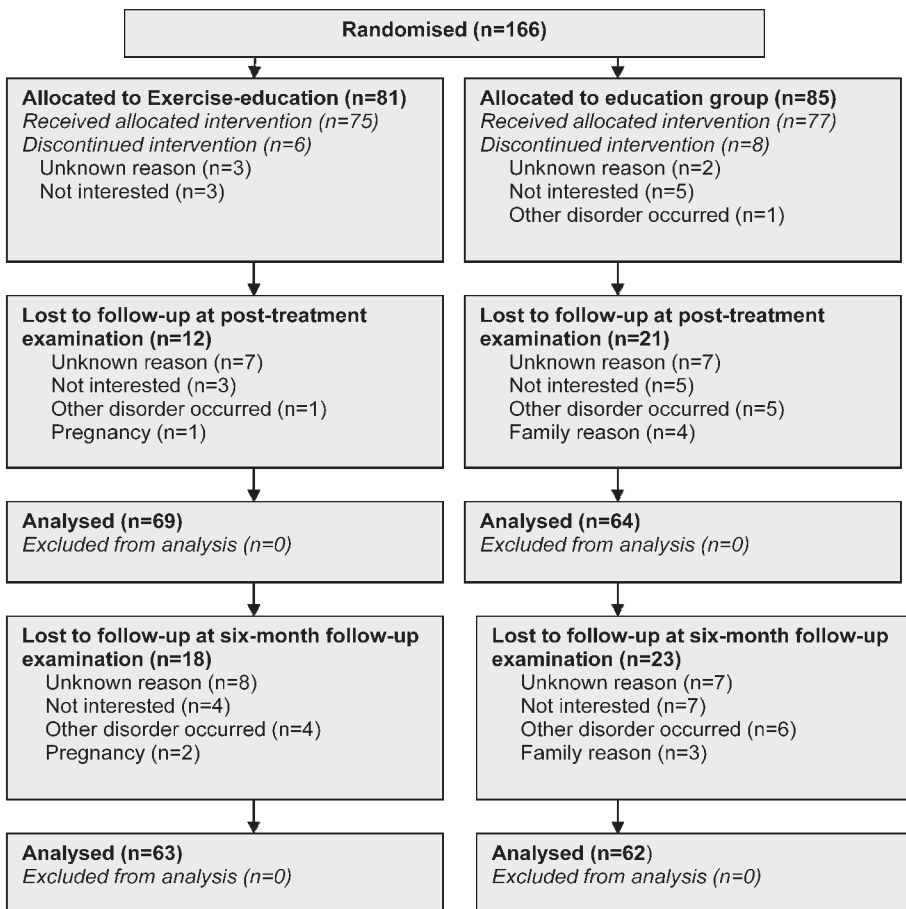 Randomised (n=166)
Allocated to Exercise-education (n=81)
Received allocated intervention (n=75)
Discontinued intervention (n=6)
Unknown reason (n=3)
Not interested (n=3)
Allocated to education group (n=85)
Received allocated intervention (n=77)
Discontinued intervention (n=8)
Unknown reason (n=2)
Not interested (n=5)
Other disorder occurred (n=1)
Lost to follow-up at post-treatment
examination (n=12)
Unknown reason (n=7)
Not interested (n=3)
Other disorder occurred (n=1)
Pregnancy (n=1)
Lost to follow-up at post-treatment
examination (n=21)
Unknown reason (n=7)
Not interested (n=5)
Other disorder occurred (n=5)
Family reason (n=4)
Analysed (n=69)
Excluded from analysis (n=0)
Analysed (n=64)
Excluded from analysis (n=0)
Lost to follow-up at six-month follow-up
examination (n=18)
Unknown reason (n=8)
Not interested (n=4)
Other disorder occurred (n=4)
Pregnancy (n=2)
Lost to follow-up at six-month follow-up
examination (n=23)
Unknown reason (n=7)
Not interested (n=7)
Other disorder occurred (n=6)
Family reason (n=3)
Analysed (n=63)
Excluded from analysis (n=0)
Analysed (n=62)
Excluded from analysis (n=0)